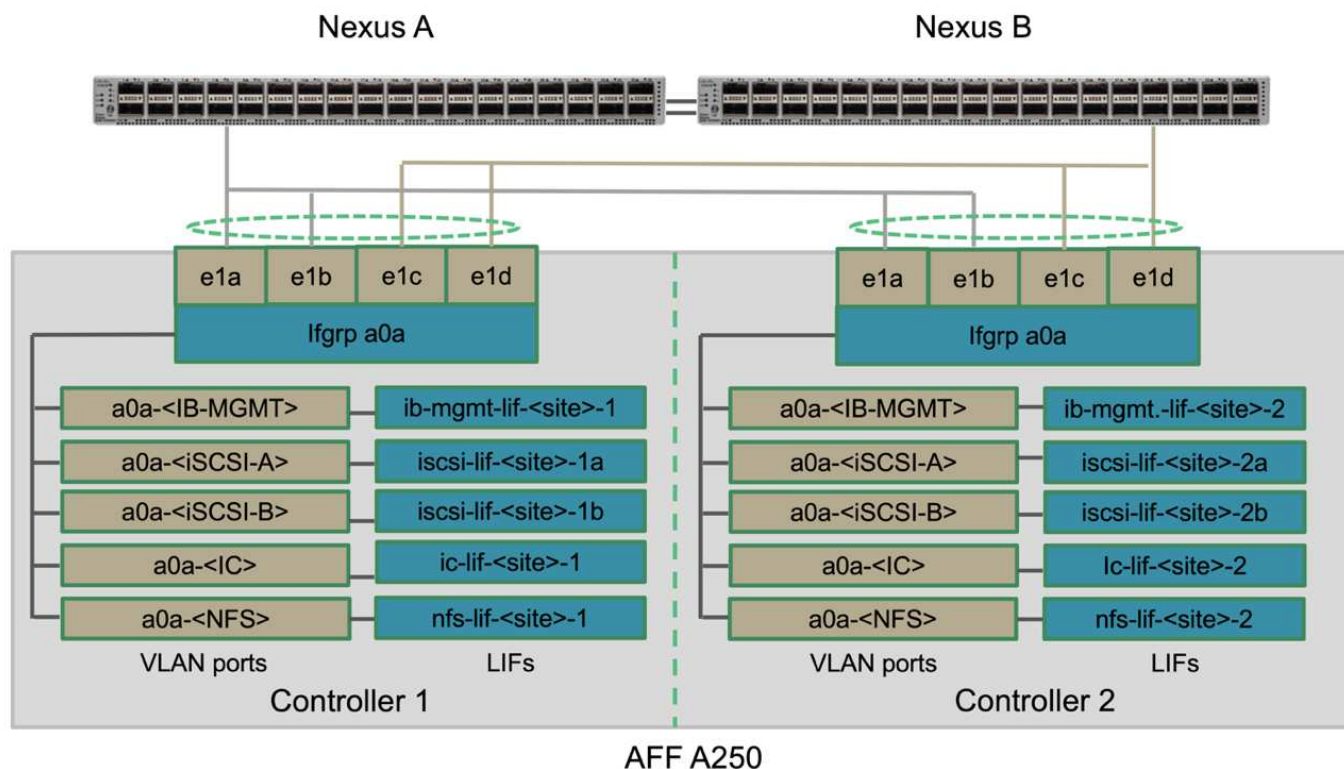 Nexus A
Nexus B
e1a e1b e1c e1d
Ifgrp a0a
a0a-<IB-MGMT> ib-mgmt-lif-<site>-1
a0a-<iSCSI-A> iscsi-lif-<site>-1a
a0a-<iSCSI-B> iscsi-lif-<site>-1b
a0a-<IC> ic-lif-<site>-1
a0a-<NFS> nfs-lif-<site>-1
VLAN ports LIFs
Controller 1
e1a e1b e1c e1d
Ifgrp a0a
a0a-<IB-MGMT> ib-mgmt.-lif-<site>-2
a0a-<iSCSI-A> iscsi-lif-<site>-2a
a0a-<iSCSI-B> iscsi-lif-<site>-2b
a0a-<IC> Ic-lif-<site>-2
a0a-<NFS> nfs-lif-<site>-2
VLAN ports LIFs
Controller 2
AFF A250